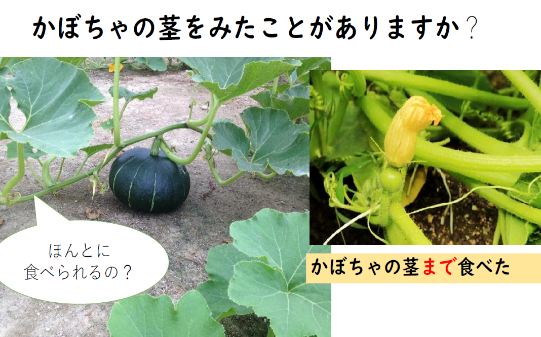 かぼちゃの茎をみたことがありますか？
ほんとに
食べられるの？
かぼちゃの茎まで食べた